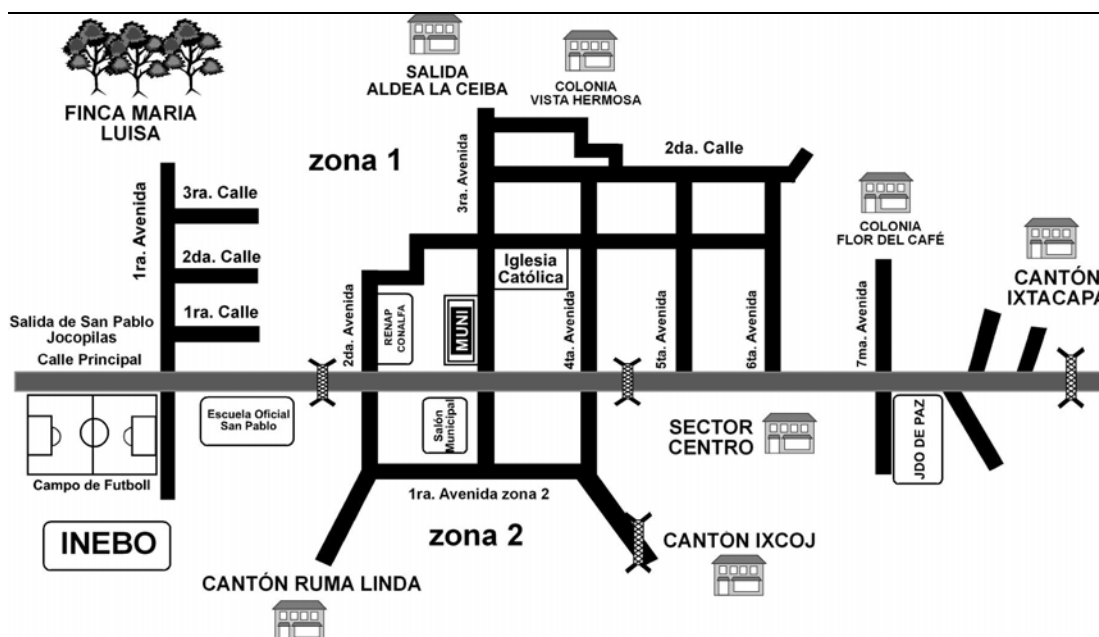 FINCA MARIA
LUISA
SALIDA
ALDEA LA CEIBA
COLONIA
VISTA HERMOSA
zona 1
3ra. Avenida
2da. Calle
1ra. Avenida
3ra. Calle
2da. Calle
1ra. Calle
COLONIA
FLOR DEL CAFÉ
CANTÓN
IXTACAPA
Iglesia
Católica
Salida de San Pablo
Jocopilas
Calle Principal
2da. Avenida
RENAP
CONALFA
MUNI
4ta. Avenida
5ta. Avenida
6ta. Avenida
7ma. Avenida
Escuela Oficial
San Pablo
Salón
Municipal
SECTOR
CENTRO
JDO DE PAZ
Campo de Futboll
1ra. Avenida zona 2
INEBO
zona 2
CANTÓN IXCOJ
CANTÓN RUMA LINDA